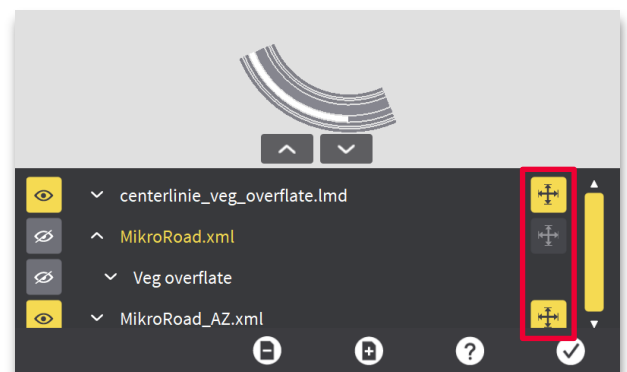 centerlinie_veg_overflate.lmd
MikroRoad.xml
Veg overflate
MikroRoad_AZ.xml
?